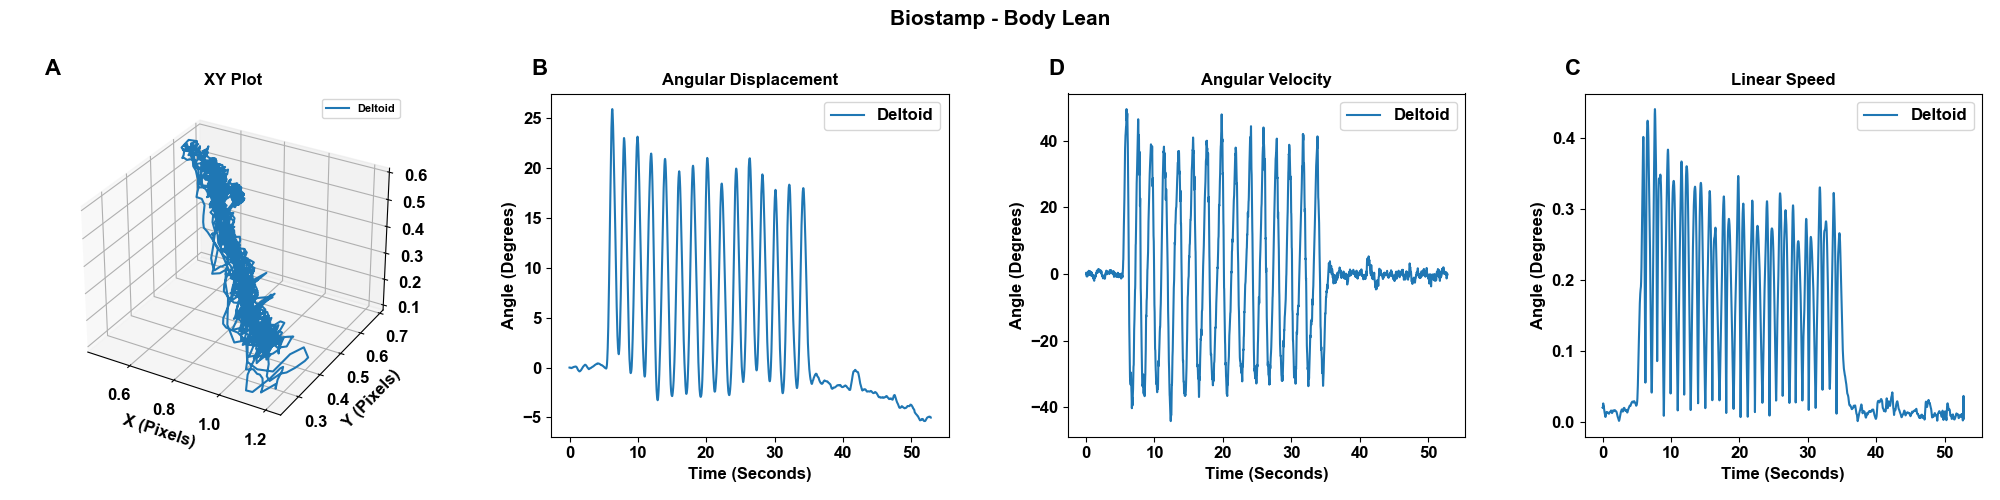 Biostamp - Body Lean
A
XY Plot
Deltoid
0.6
0.5
0.4
0.3
0.2
0.1
0.7
0.6
0.5
0.4
0.3
Y (Pixels)
0.6
0.8
1.0
1.2
X (Pixels)
B
Angular Displacement
Deltoid
25
20
15
10
5
0
−5
Angle (Degrees)
0 10 20 30 40 50
Time (Seconds)
D
Angular Velocity
Deltoid
40
20
0
−20
−40
Angle (Degrees)
0 10 20 30 40 50
Time (Seconds)
C
Linear Speed
Deltoid
0.4
0.3
0.2
0.1
0.0
Angle (Degrees)
0 10 20 30 40 50
Time (Seconds)